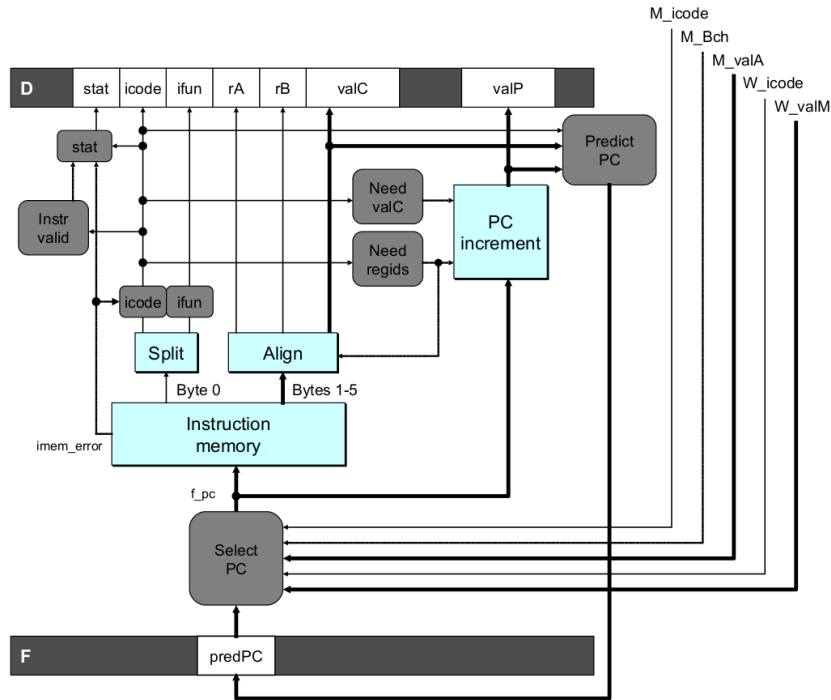 M_icode
M_Bch
M_valA
W_icode
W_valM
D
stat
icode
ifun
rA
rB
valC
valP
stat
Predict
PC
Need
valC
Instr
valid
PC
increment
Need
regids
icode
ifun
Split
Align
Byte 0
Bytes 1-5
Instruction
memory
imem_error
f_pc
Select
PC
F
predPC